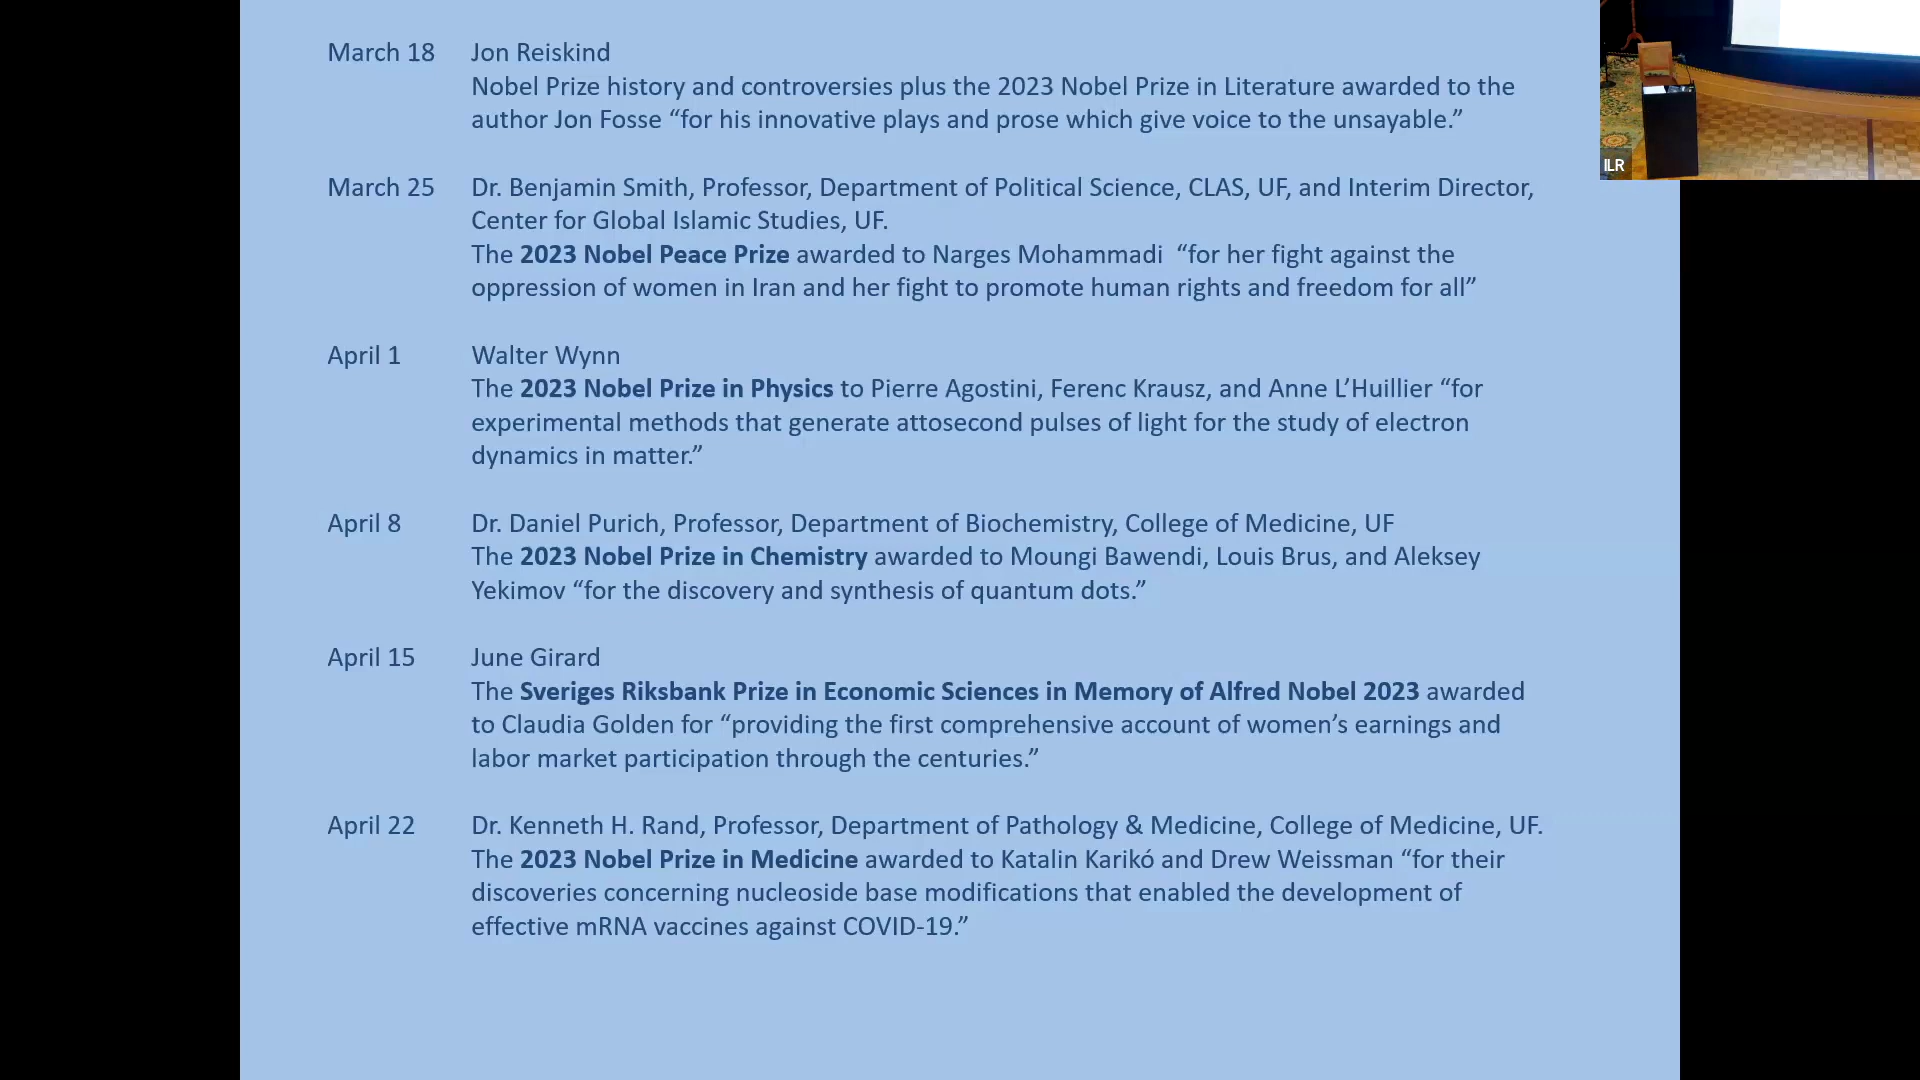 March 18 Jon Reiskind
Nobel Prize history and controversies plus the 2023 Nobel Prize in Literature awarded to the
author Jon Fosse “for his innovative plays and prose which give voice to the unsayable.”
March 25 Dr. Benjamin Smith, Professor, Department of Political Science, CLAS, UF, and Interim Director,
Center for Global Islamic Studies, UF.
The 2023 Nobel Peace Prize awarded to Narges Mohammadi “for her fight against the
oppression of women in Iran and her fight to promote human rights and freedom for all”
April 1 Walter Wynn
The 2023 Nobel Prize in Physics to Pierre Agostini, Ferenc Krausz, and Anne L’Huillier “for
experimental methods that generate attosecond pulses of light for the study of electron
dynamics in matter.”
April 8 Dr. Daniel Purich, Professor, Department of Biochemistry, College of Medicine, UF
The 2023 Nobel Prize in Chemistry awarded to Moungi Bawendi, Louis Brus, and Aleksey
Yekimov “for the discovery and synthesis of quantum dots.”
April 15 June Girard
The Sveriges Riksbank Prize in Economic Sciences in Memory of Alfred Nobel 2023 awarded
to Claudia Golden for “providing the first comprehensive account of women’s earnings and
labor market participation through the centuries.”
April 22 Dr. Kenneth H. Rand, Professor, Department of Pathology & Medicine, College of Medicine, UF.
The 2023 Nobel Prize in Medicine awarded to Katalin Karikó and Drew Weissman “for their
discoveries concerning nucleoside base modifications that enabled the development of
effective mRNA vaccines against COVID-19.”
ILR